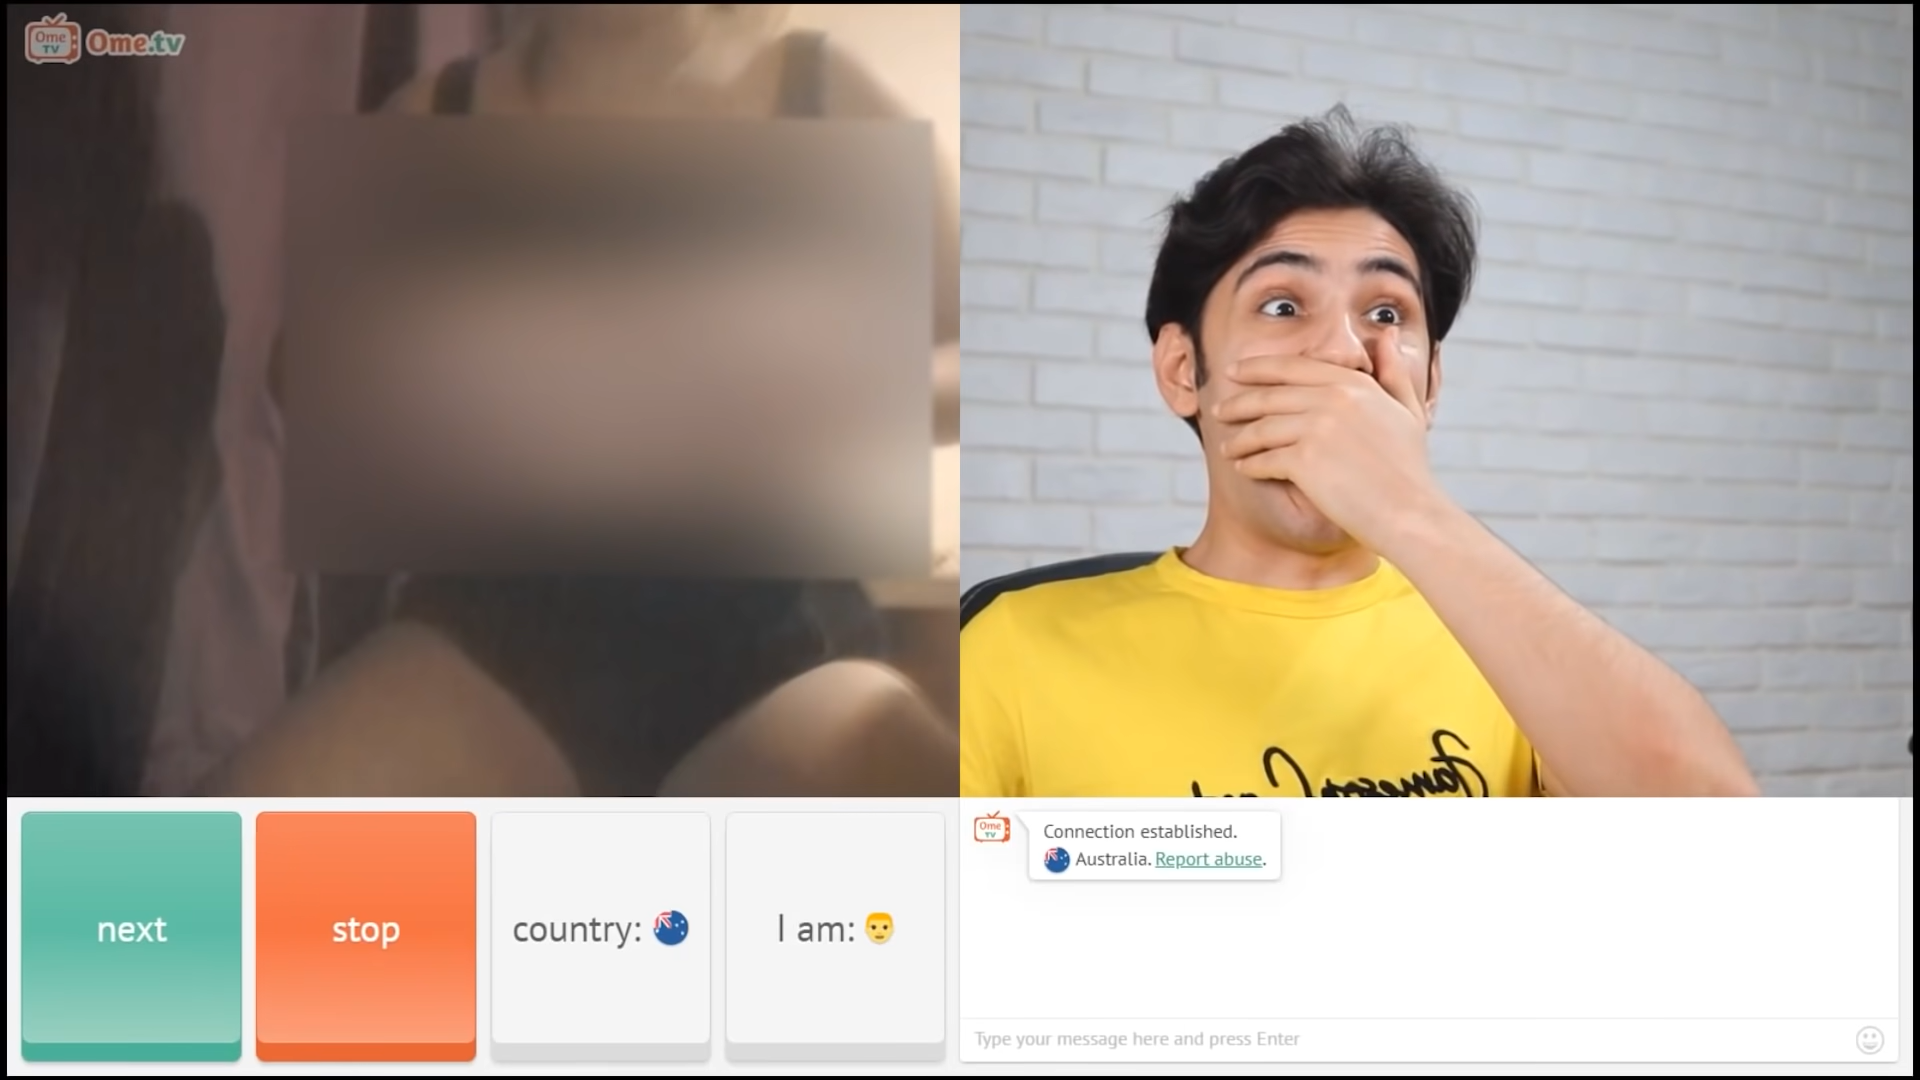 Ome
TV
Ome.tv
next
stop
country:
I am:
Ome
TV
Connection established.
Australia. Report abuse.
Type your message here and press Enter